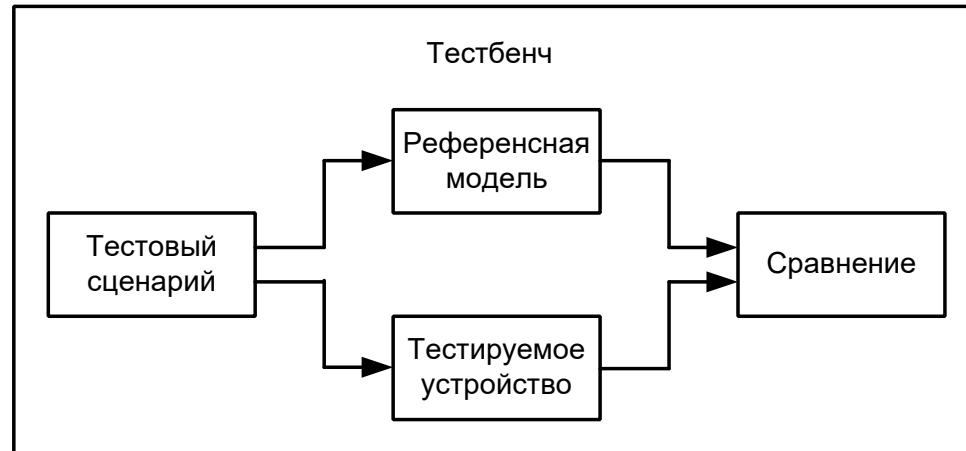 Тестбенч
Референсная
модель
Тестовый
сценарий
Сравнение
Тестируемое
устройство